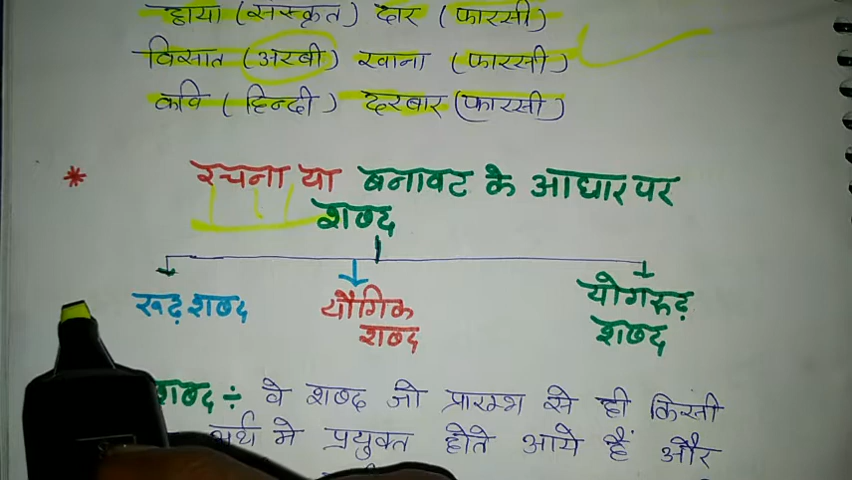 छाया (संस्कृत) दार (फारसी)
विसात (अरबी) खाना (फारसी)
कवि (हिन्दी) दरबार (फारसी)
* रचना या बनावट के आधार पर
शब्द
रूढ़ शब्द यौगिक शब्द योगरूढ़ शब्द
शब्द ÷ वे शब्द जो प्रारम्भ से ही किसी
अर्थ मे प्रयुक्त होते आये हैं और